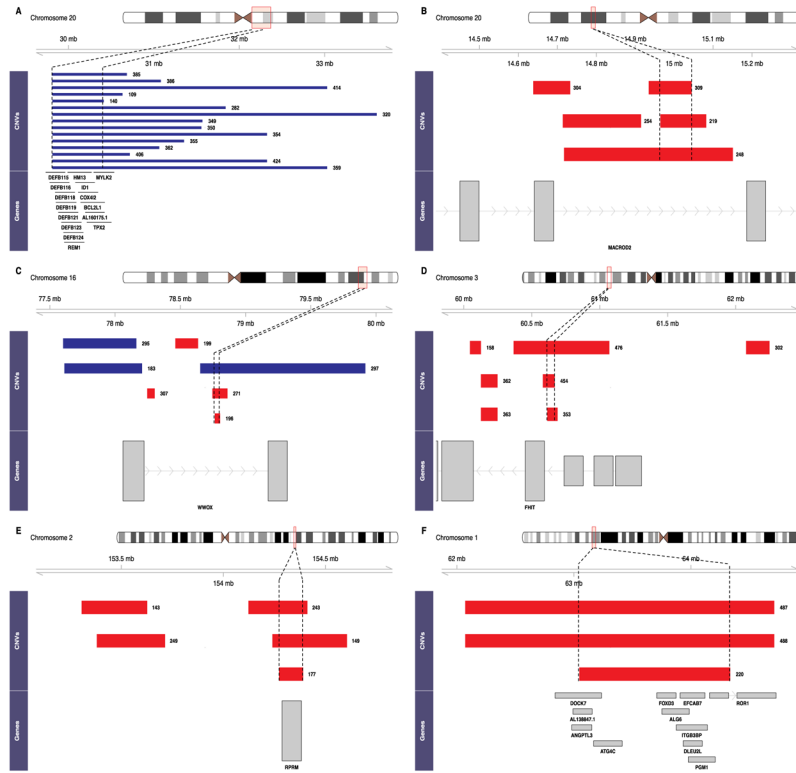 A
Chromosome 20
30 mb
32 mb
31 mb
33 mb
CNVs
385
386
414
109
140
282
320
349
350
354
355
362
406
424
359
Genes
DEFB115 HM13 MYLK2
DEFB116 ID1
DEFB118 COX4I2
DEFB119 BCL2L1
DEFB121 AL160175.1
DEFB123 TPX2
DEFB124
REM1
B
Chromosome 20
14.5 mb
14.7 mb
14.9 mb
15.1 mb
14.6 mb
14.8 mb
15 mb
15.2 mb
CNVs
304
309
254
219
248
Genes
MACROD2
C
Chromosome 16
77.5 mb
78.5 mb
79.5 mb
78 mb
79 mb
80 mb
CNVs
295
199
183
297
307
271
196
Genes
WWOX
D
Chromosome 3
60 mb
61 mb
62 mb
60.5 mb
61.5 mb
CNVs
158
476
302
362
454
363
353
Genes
FHIT
E
Chromosome 2
153.5 mb
154.5 mb
154 mb
CNVs
143
243
249
149
177
Genes
RPRM
F
Chromosome 1
62 mb
64 mb
63 mb
CNVs
487
488
220
Genes
DOCK7 FOXD3 EFCAB7 ROR1
AL138847.1 ALG6
ANGPTL3 ITGB3BP
ATG4C DLEU2L
PGM1